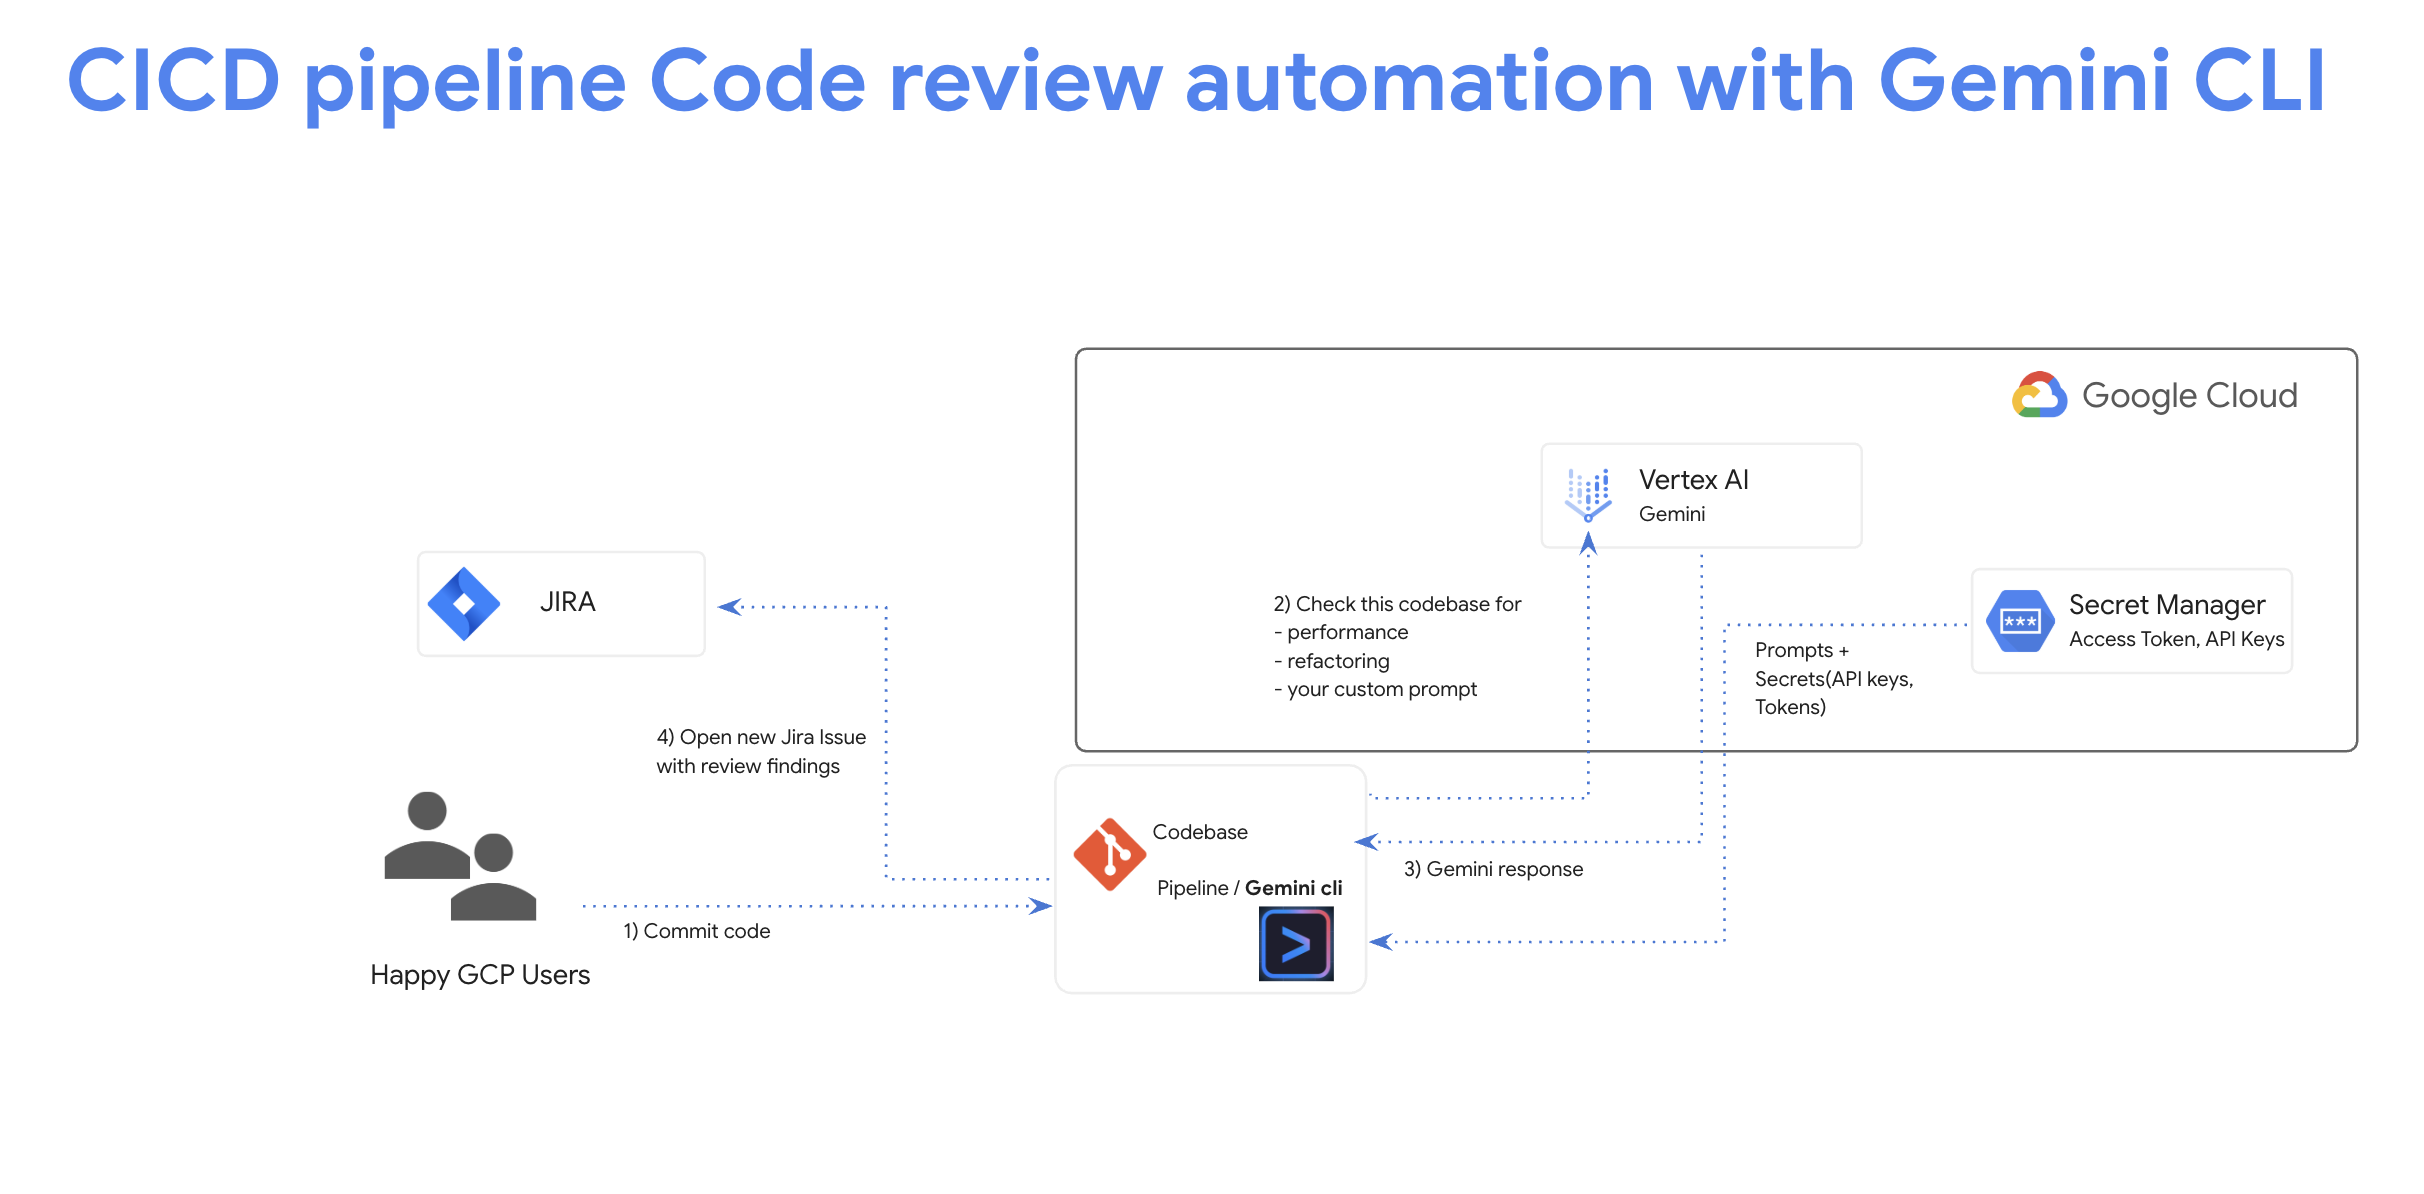 CICD pipeline Code review automation with Gemini CLI
Google Cloud
Vertex AI
Gemini
JIRA
2) Check this codebase for
- performance
- refactoring
- your custom prompt
***
Secret Manager
Access Token, API Keys
Prompts +
Secrets(API keys,
Tokens)
4) Open new Jira Issue
with review findings
Codebase
Pipeline / Gemini cli
>
3) Gemini response
1) Commit code
Happy GCP Users